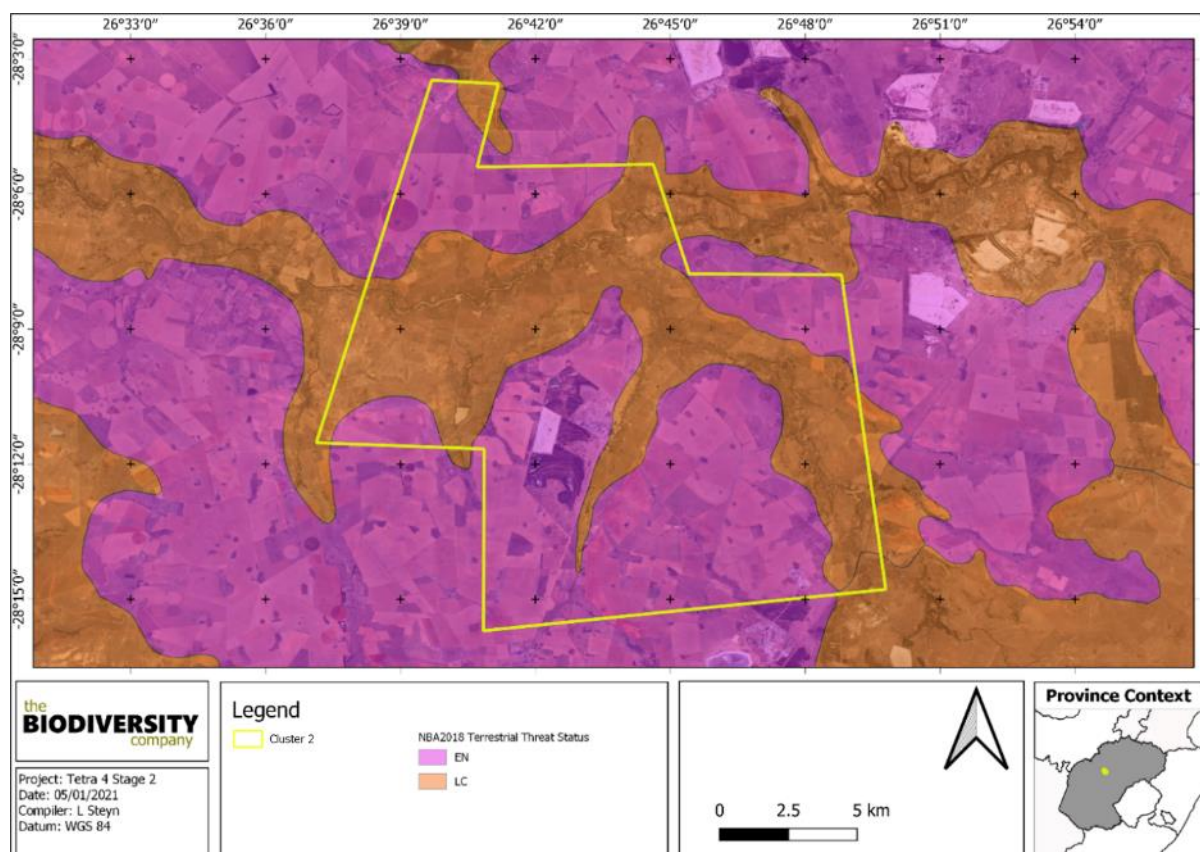 26°33'0" 26°36'0" 26°39'0" 26°42'0" 26°45'0" 26°48'0" 26°51'0" 26°54'0"
-28°3'0"
-28°6'0"
-28°9'0"
-28°12'0"
-28°15'0"
the
BIODIVERSITY
company
Project: Tetra 4 Stage 2
Date: 05/01/2021
Compiler: L Steyn
Datum: WGS 84
Legend
Cluster 2
NBA2018 Terrestrial Threat Status
EN
LC
0 2.5 5 km
Province Context